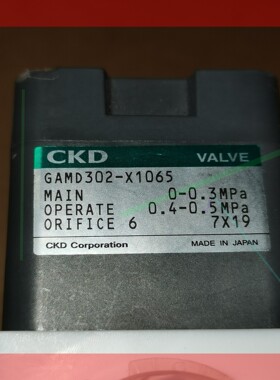 CKD VALVE
GAMD302-X1065
MAIN 0-0.3MPa
OPERATE 0.4-0.5MPa
ORIFICE 6 7X19
CKD Corporation MADE IN JAPAN